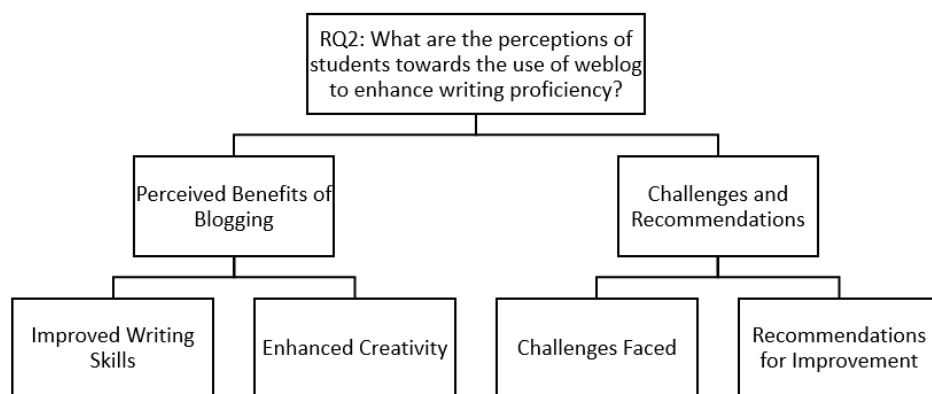 RQ2: What are the perceptions of
students towards the use of weblog
to enhance writing proficiency?
Perceived Benefits of
Blogging
Challenges and
Recommendations
Improved Writing
Skills
Enhanced Creativity
Challenges Faced
Recommendations
for Improvement